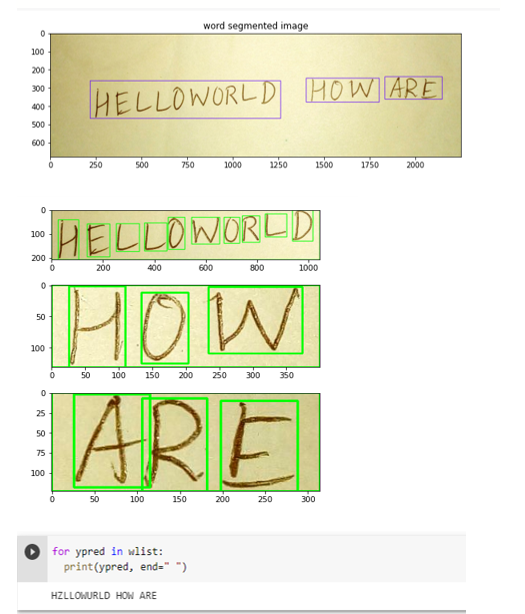 word segmented image
0
100
200
300
400
500
600
HELLOWORLD HOW ARE
0 250 500 750 1000 1250 1500 1750 2000
0
100
200
HELLOWORLD
0 200 400 600 800 1000
0
50
100
HOW
0 50 100 150 200 250 300 350
0
25
50
75
100
ARE
0 50 100 150 200 250 300
for ypred in wlist:
print(ypred, end=" ")
HZLLOWURLD HOW ARE